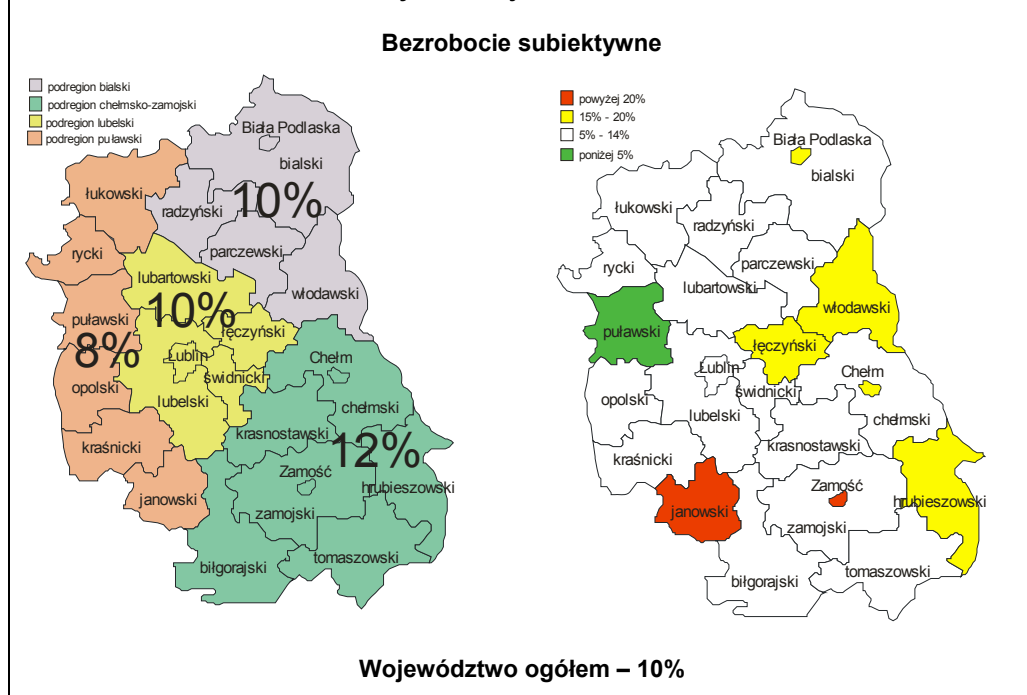 Bezrobocie subiektywne
podregion bialski
podregion chełmsko-zamojski
podregion lubelski
podregion puławski
Biała Podlaska
bialski
łukowski
10%
radzyński
rycki
parczewski
lubartowski
włodawski
10%
puławski
łęczyński
8%
Lublin
Chełm
świdnicki
opolski
lubelski
chełmski
krasnostawski
kraśnicki
12%
Zamość
hrubieszowski
janowski
zamojski
tomaszowski
biłgorajski
powyżej 20%
15% - 20%
5% - 14%
poniżej 5%
Biała Podlaska
bialski
łukowski
radzyński
parczewski
rycki
lubartowski
włodawski
puławski
łęczyński
Lublin
Chełm
świdnicki
opolski
lubelski
chełmski
krasnostawski
kraśnicki
Zamość
hrubieszowski
janowski
zamojski
tomaszowski
biłgorajski
Województwo ogółem – 10%